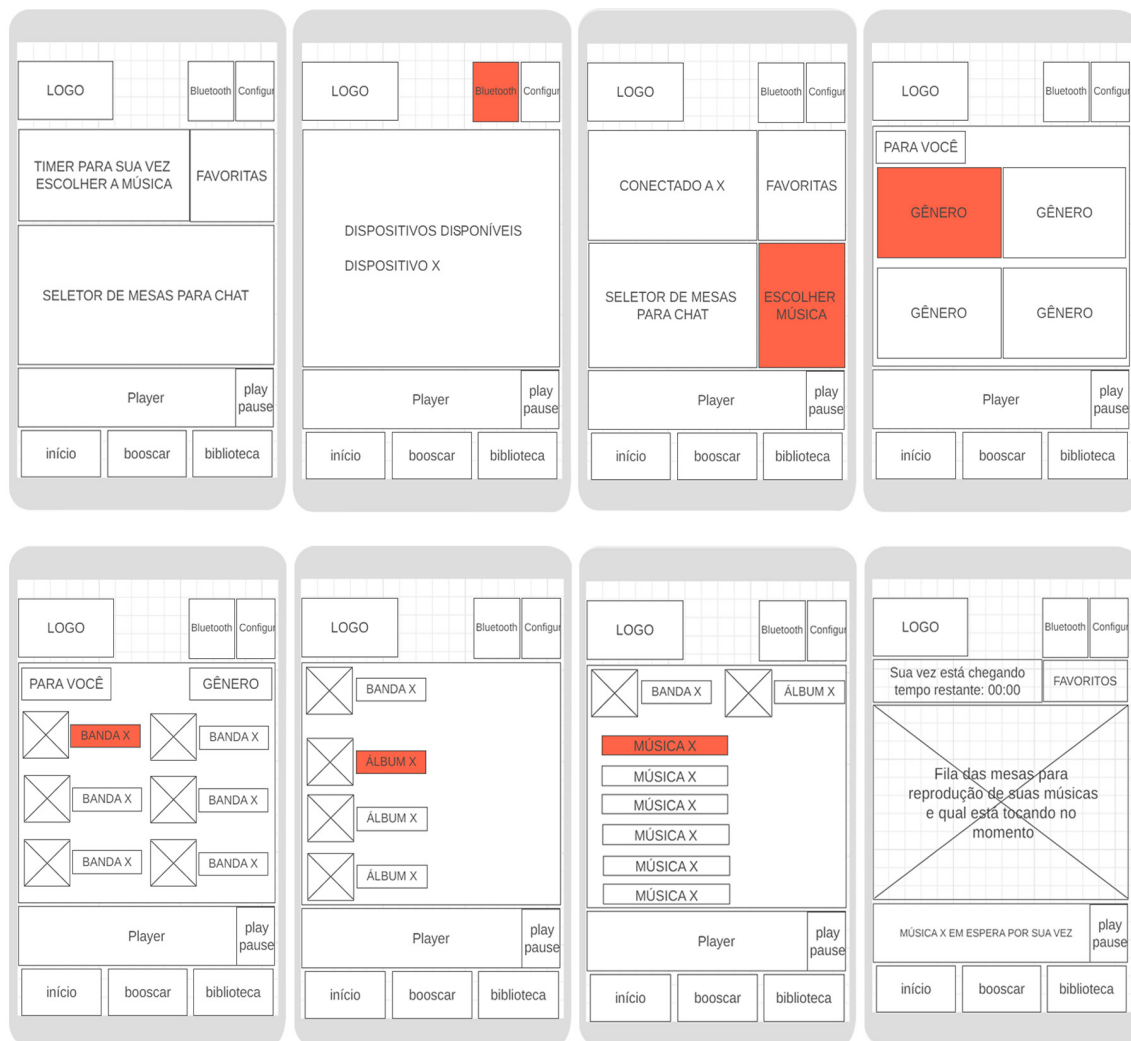 LOGO
Bluetooth
Configur
TIMER PARA SUA VEZ
ESCOLHER A MÚSICA
FAVORITAS
SELETOR DE MESAS PARA CHAT
Player
play
pause
início
booscar
biblioteca
LOGO
Bluetooth
Configur
DISPOSITIVOS DISPONÍVEIS
DISPOSITIVO X
Player
play
pause
início
booscar
biblioteca
LOGO
Bluetooth
Configur
CONECTADO A X
FAVORITAS
SELETOR DE MESAS
PARA CHAT
ESCOLHER
MÚSICA
Player
play
pause
início
booscar
biblioteca
LOGO
Bluetooth
Configur
PARA VOCÊ
GÊNERO
GÊNERO
GÊNERO
GÊNERO
Player
play
pause
início
booscar
biblioteca
LOGO
Bluetooth
Configur
PARA VOCÊ
GÊNERO
BANDA X
BANDA X
BANDA X
BANDA X
BANDA X
BANDA X
Player
play
pause
início
booscar
biblioteca
LOGO
Bluetooth
Configur
BANDA X
ÁLBUM X
ÁLBUM X
ÁLBUM X
Player
play
pause
início
booscar
biblioteca
LOGO
Bluetooth
Configur
BANDA X
ÁLBUM X
MÚSICA X
MÚSICA X
MÚSICA X
MÚSICA X
MÚSICA X
MÚSICA X
Player
play
pause
início
booscar
biblioteca
LOGO
Bluetooth
Configur
Sua vez está chegando
tempo restante: 00:00
FAVORITOS
Fila das mesas para
reprodução de suas músicas
e qual está tocando no
momento
MÚSICA X EM ESPERA POR SUA VEZ
play
pause
início
booscar
biblioteca